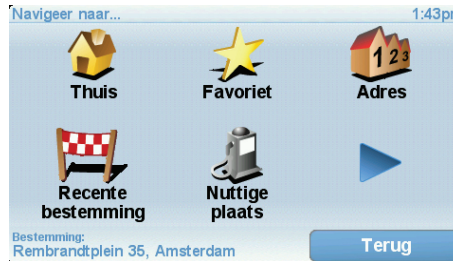 Navigeer naar... 1:43pm
Thuis Favoriet Adres
1 2 3
Recente bestemming
Nuttige plaats
Bestemming:
Rembrandtplein 35, Amsterdam
Terug